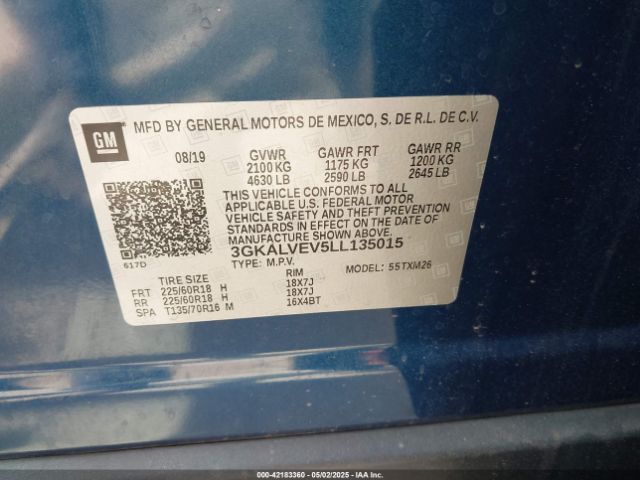 GM
MFD BY GENERAL MOTORS DE MEXICO, S. DE R.L. DE C.V.
08/19 GVWR GAWR FRT GAWR RR
2100 KG 1175 KG 1200 KG
4630 LB 2590 LB 2645 LB
THIS VEHICLE CONFORMS TO ALL
APPLICABLE U.S. FEDERAL MOTOR
VEHICLE SAFETY AND THEFT PREVENTION
STANDARDS IN EFFECT ON THE DATE OF
MANUFACTURE SHOWN ABOVE.
3GKALVEV5LL135015
617D TYPE: M.P.V. MODEL: 55TXM26
TIRE SIZE RIM
FRT 225/60R18 H 18X7J
RR 225/60R18 H 18X7J
SPA T135/70R16 M 16X4BT
000-42183360 - 05/02/2025 - IAA, Inc.